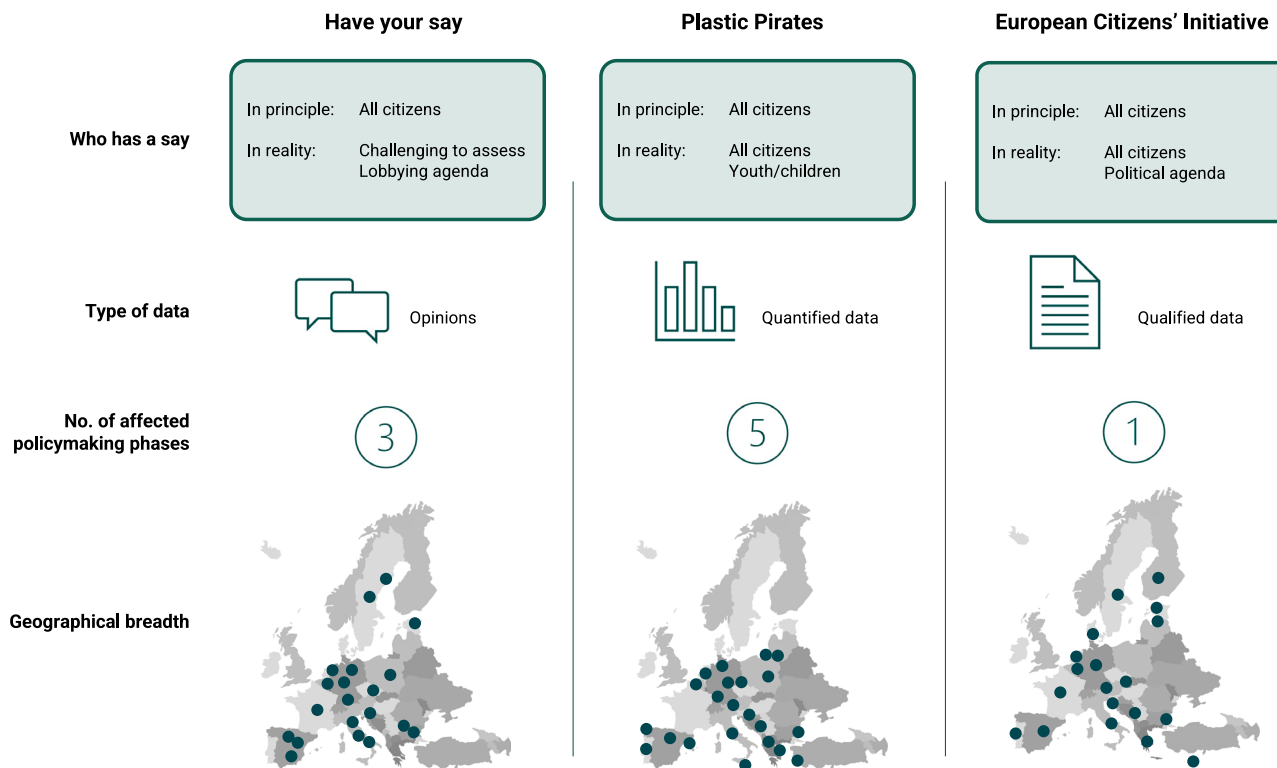 Have your say
Plastic Pirates
European Citizens’ Initiative
Who has a say
In principle: All citizens
In reality: Challenging to assess
Lobbying agenda
In principle: All citizens
In reality: All citizens
Youth/children
In principle: All citizens
In reality: All citizens
Political agenda
Type of data
Opinions
Quantified data
Qualified data
No. of affected
policymaking phases
3
5
1
Geographical breadth